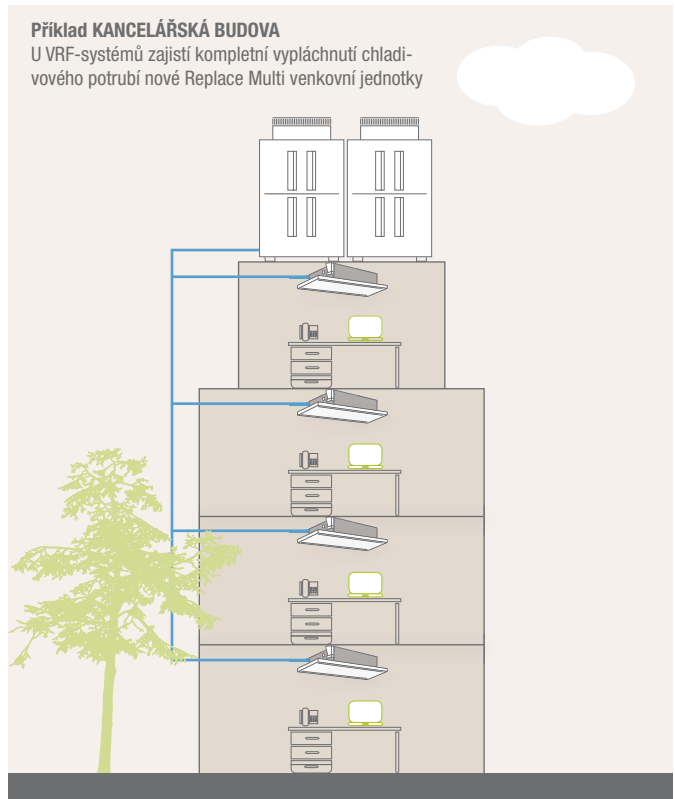 Příklad KANCELÁŘSKÁ BUDOVA
U VRF-systémů zajistí kompletní vypláchnutí chladi-
vového potrubí nové Replace Multi venkovní jednotky